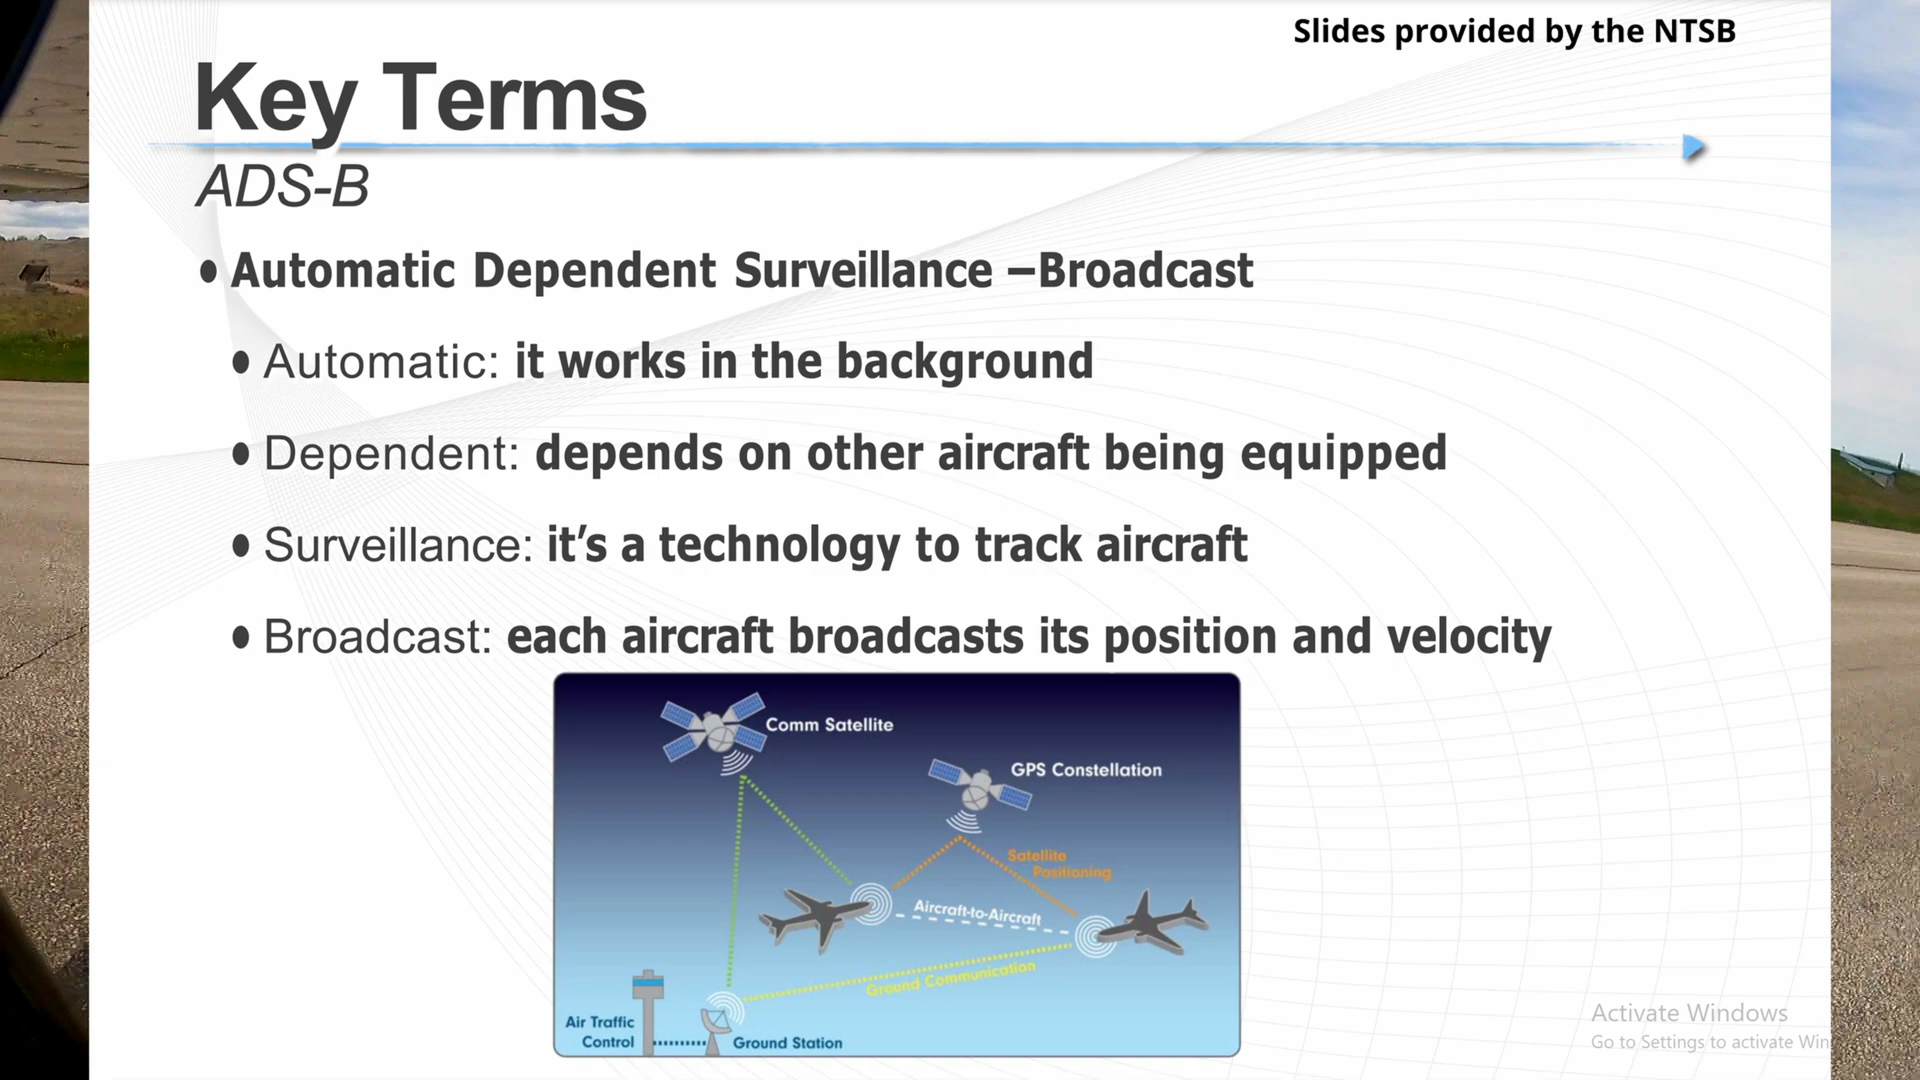 Slides provided by the NTSB
Key Terms
ADS-B
• Automatic Dependent Surveillance –Broadcast
• Automatic: it works in the background
• Dependent: depends on other aircraft being equipped
• Surveillance: it’s a technology to track aircraft
• Broadcast: each aircraft broadcasts its position and velocity
Comm Satellite
GPS Constellation
Satellite
Positioning
Aircraft-to-Aircraft
Ground Communication
Air Traffic
Control
Ground Station
Activate Windows
Go to Settings to activate Win